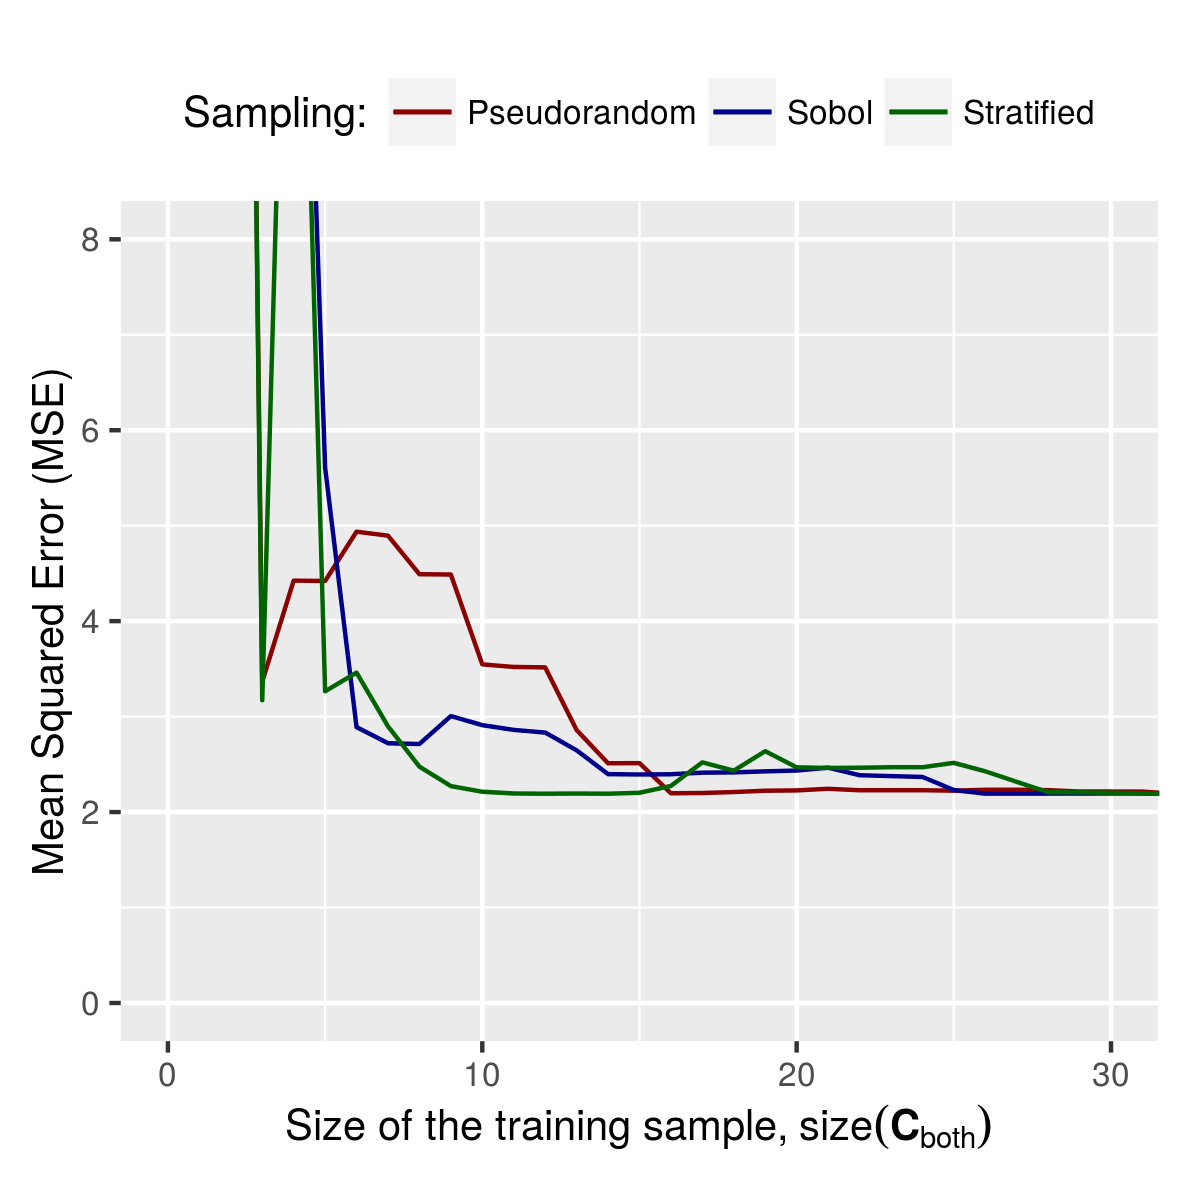 Sampling: Pseudorandom Sobol Stratified
8
6
4
2
0
Mean Squared Error (MSE)
0 10 20 30
Size of the training sample, size(C_both)